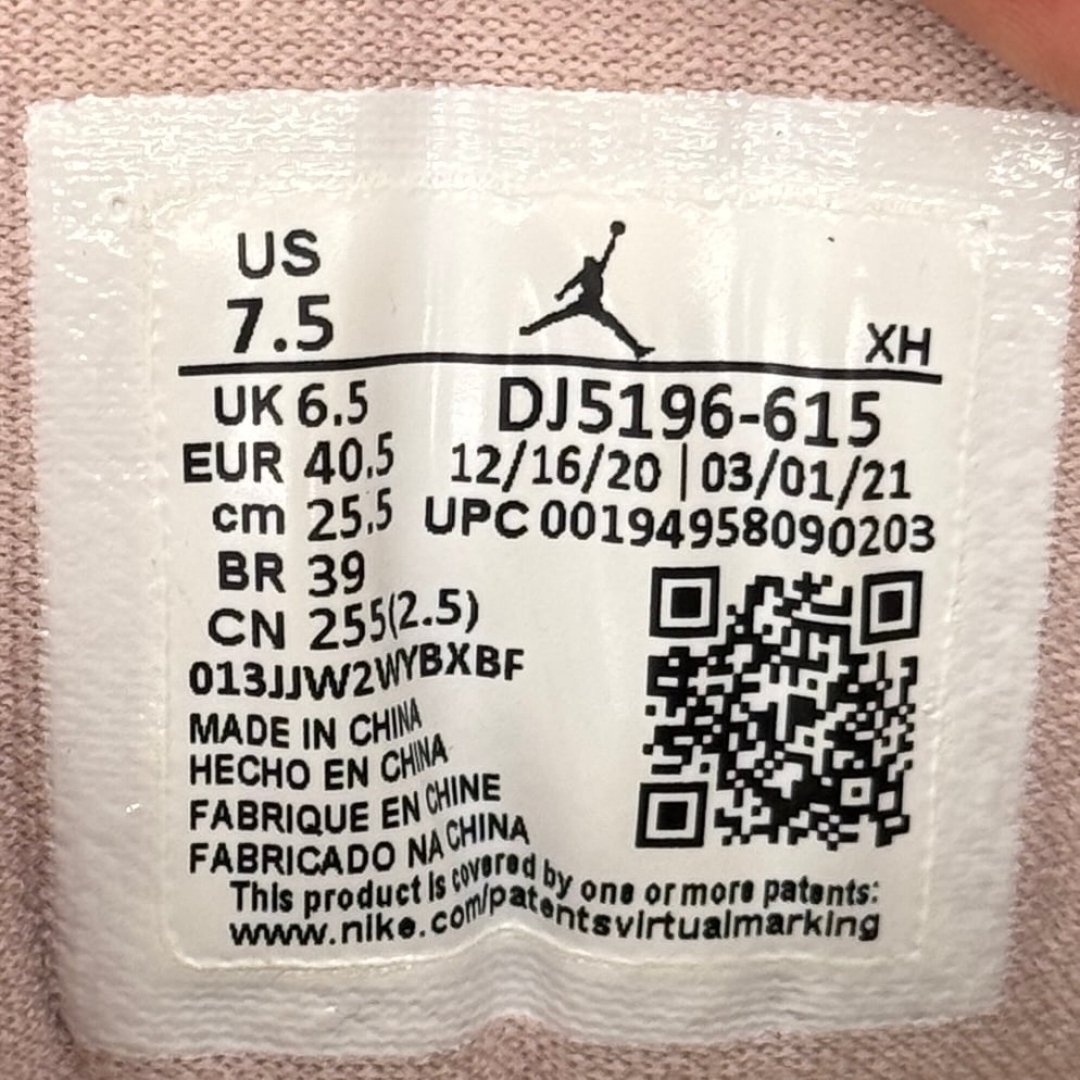 US
7.5
XH
UK 6.5
EUR 40.5
cm 25.5
BR 39
CN 255(2.5)
DJ5196-615
12/16/20 | 03/01/21
UPC 00194958090203
013JJW2WYBXBF
MADE IN CHINA
HECHO EN CHINA
FABRIQUE EN CHINE
FABRICADO NA CHINA
This product is covered by one or more patents:
www.nike.com/patentsvirtualmarking